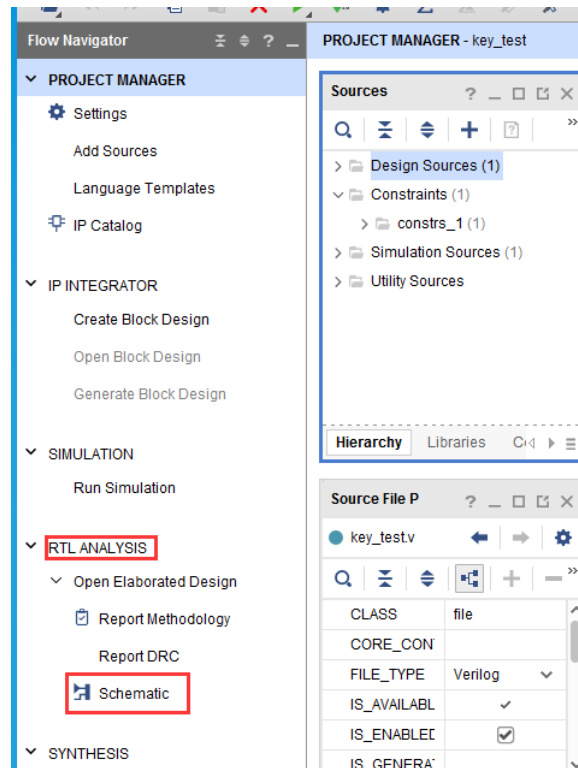 Flow Navigator
PROJECT MANAGER
Settings
Add Sources
Language Templates
IP Catalog
IP INTEGRATOR
Create Block Design
Open Block Design
Generate Block Design
SIMULATION
Run Simulation
RTL ANALYSIS
Open Elaborated Design
Report Methodology
Report DRC
Schematic
SYNTHESIS
PROJECT MANAGER - key_test
Sources
Design Sources (1)
Constraints (1)
constrs_1 (1)
Simulation Sources (1)
Utility Sources
Hierarchy Libraries
Source File P
key_test.v
CLASS file
CORE_CON
FILE_TYPE Verilog
IS_AVAILABL
IS_ENABLED
IS_GENERA